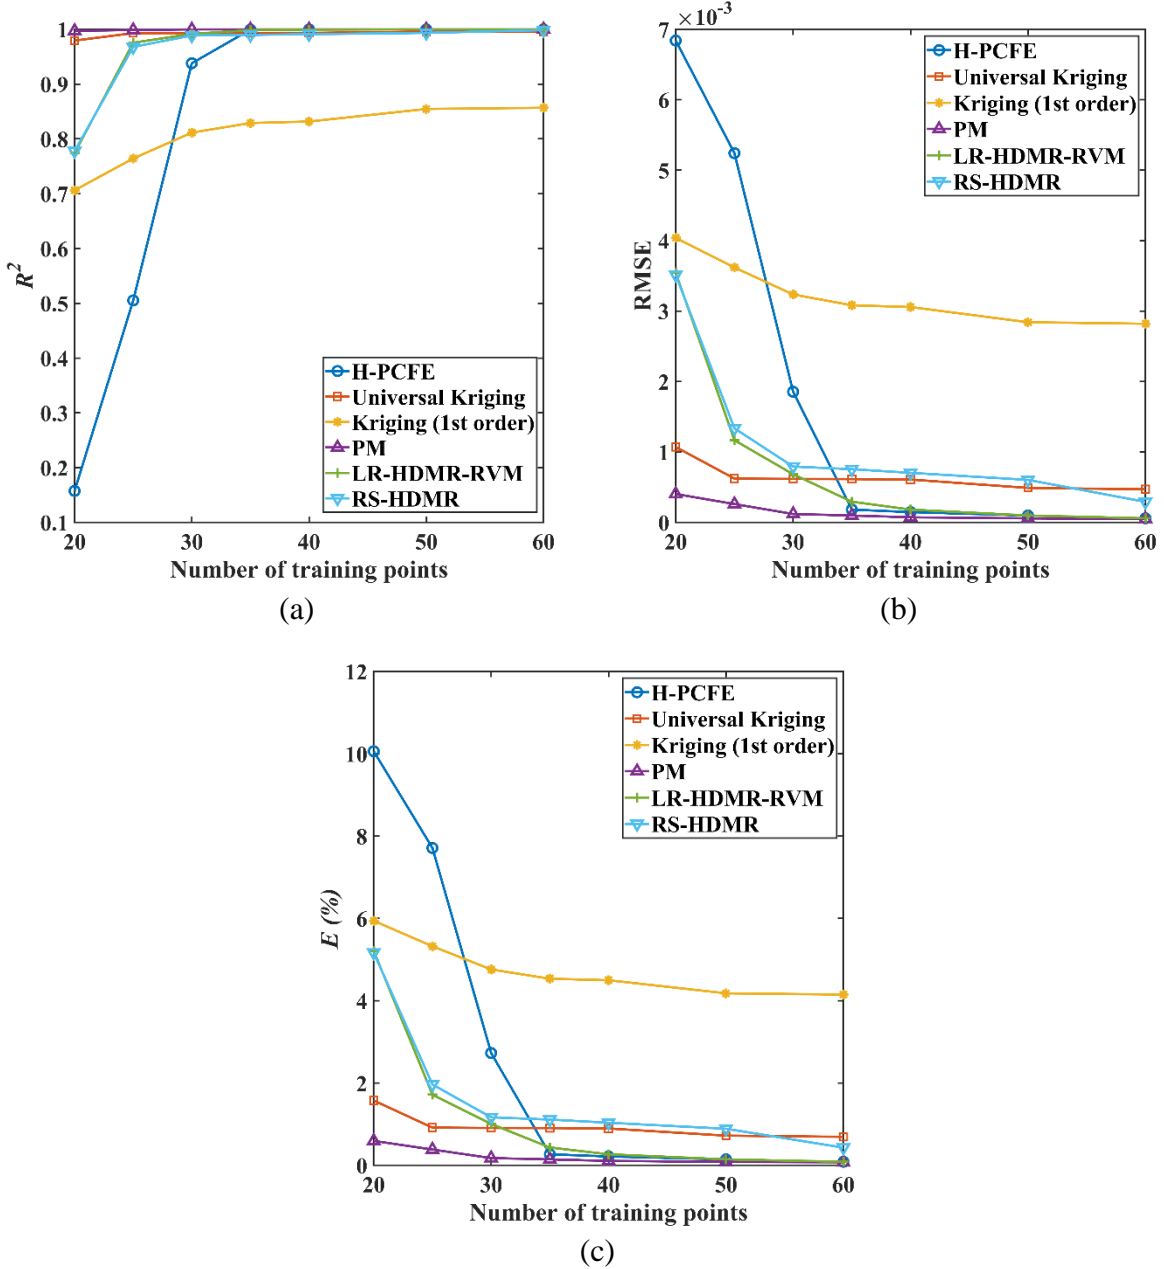 1
0.9
0.8
0.7
0.6
0.5
0.4
0.3
0.2
0.1
R²
20 30 40 50 60
Number of training points
H-PCFE
Universal Kriging
Kriging (1st order)
PM
LR-HDMR-RVM
RS-HDMR
(a)
×10⁻³
7
6
5
4
3
2
1
0
RMSE
20 30 40 50 60
Number of training points
H-PCFE
Universal Kriging
Kriging (1st order)
PM
LR-HDMR-RVM
RS-HDMR
(b)
12
10
8
6
4
2
0
E (%)
20 30 40 50 60
Number of training points
H-PCFE
Universal Kriging
Kriging (1st order)
PM
LR-HDMR-RVM
RS-HDMR
(c)